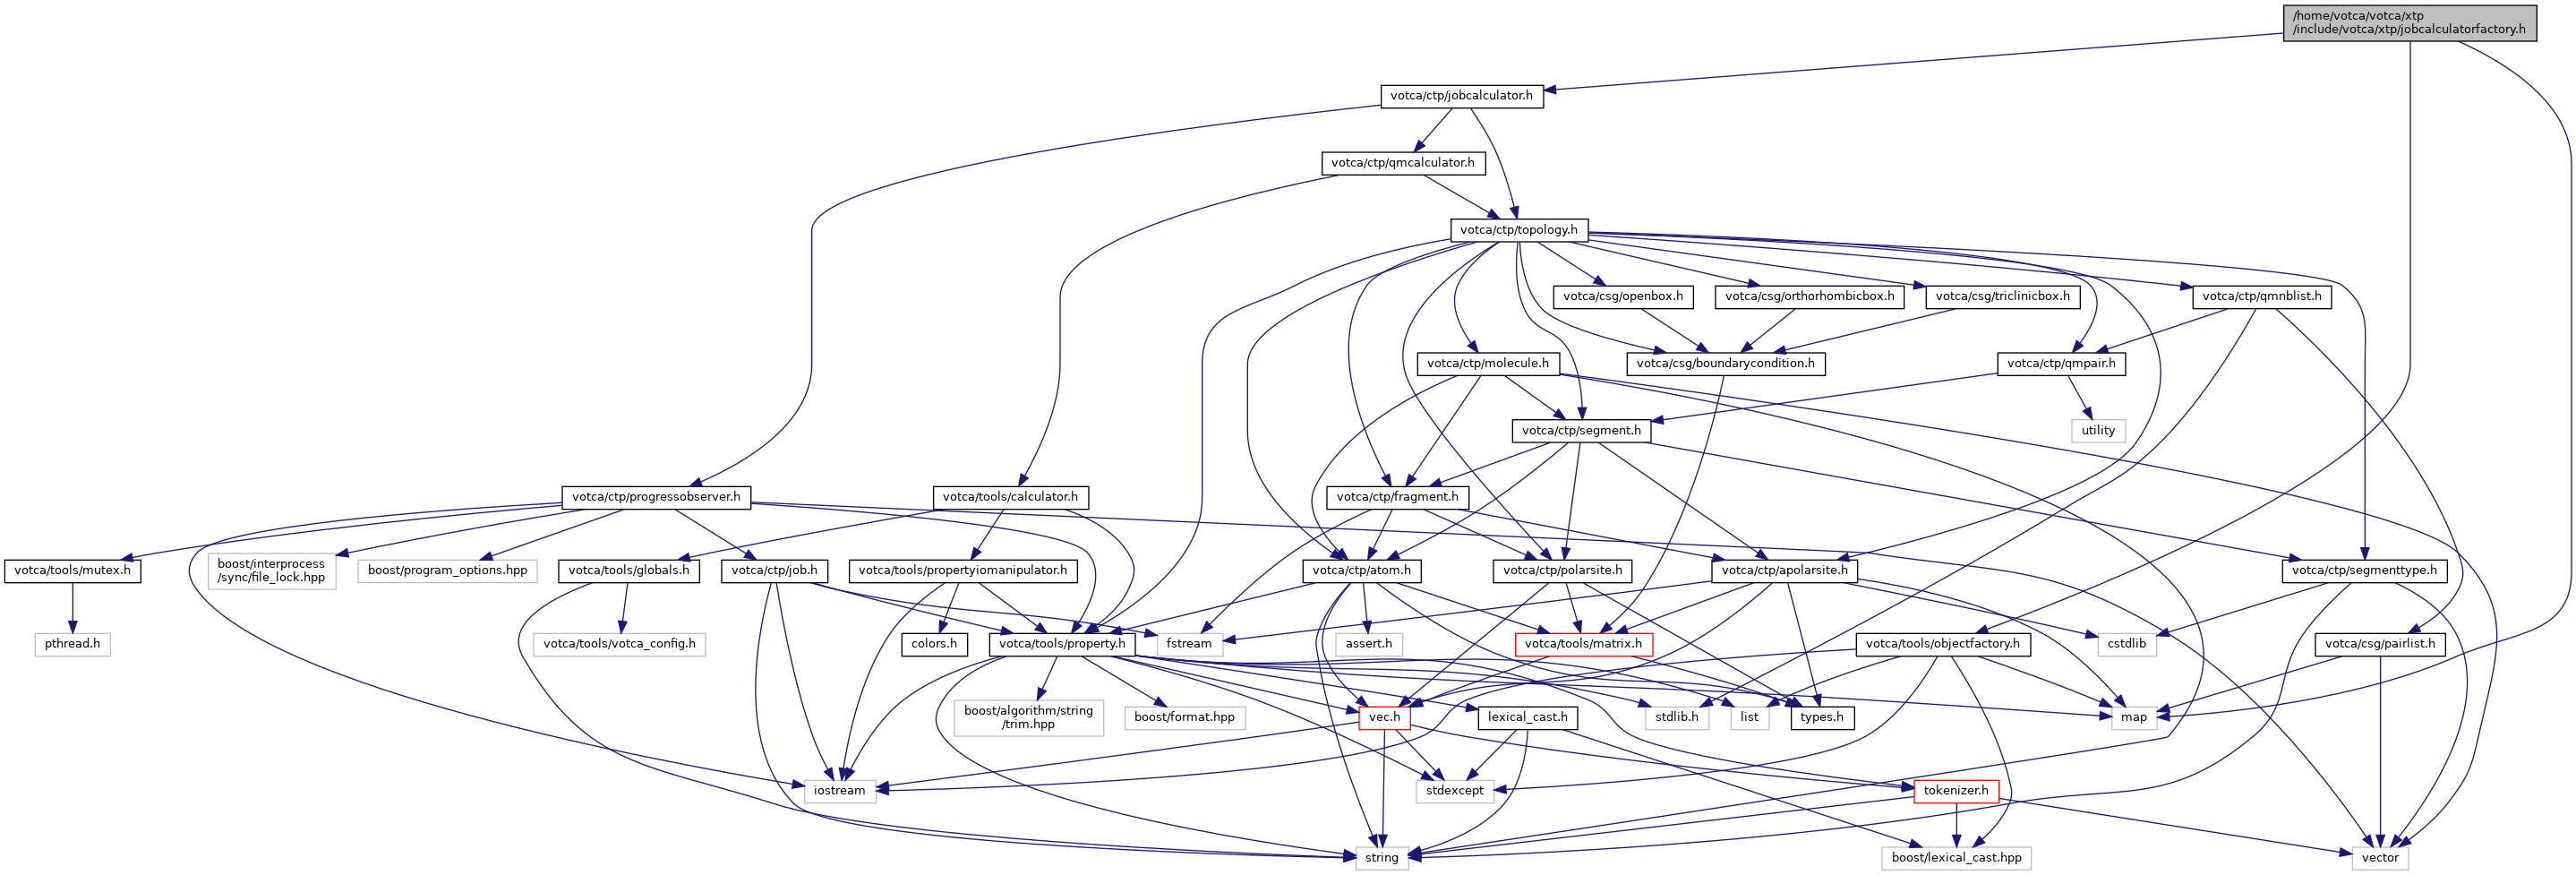 /home/votca/votca/xtp
/include/votca/xtp/jobcalculatorfactory.h
votca/ctp/jobcalculator.h
votca/ctp/qmcalculator.h
votca/ctp/topology.h
votca/csg/openbox.h
votca/csg/orthorhombicbox.h
votca/csg/triclinicbox.h
votca/ctp/qmnblist.h
votca/ctp/molecule.h
votca/csg/boundarycondition.h
votca/ctp/qmpair.h
votca/ctp/segment.h
utility
votca/ctp/progressobserver.h
votca/tools/calculator.h
votca/ctp/fragment.h
votca/tools/mutex.h
boost/interprocess
/sync/file_lock.hpp
boost/program_options.hpp
votca/tools/globals.h
votca/ctp/job.h
votca/tools/propertyiomanipulator.h
votca/ctp/atom.h
votca/ctp/polarsite.h
votca/ctp/apolarsite.h
votca/ctp/segmenttype.h
pthread.h
votca/tools/votca_config.h
colors.h
votca/tools/property.h
fstream
assert.h
votca/tools/matrix.h
votca/tools/objectfactory.h
cstdlib
votca/csg/pairlist.h
boost/algorithm/string
/trim.hpp
boost/format.hpp
vec.h
lexical_cast.h
stdlib.h
list
types.h
map
iostream
stdexcept
tokenizer.h
string
boost/lexical_cast.hpp
vector